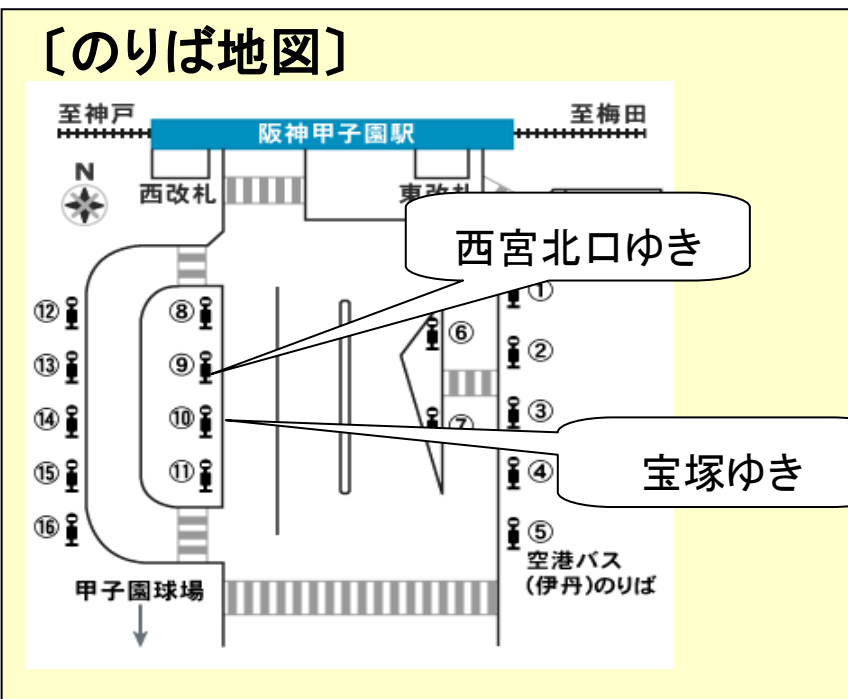 〔のりば地図〕
至神戸
至梅田
阪神甲子園駅
N
西改札
東改札
西宮北口ゆき
①
⑫
⑧
⑥
②
⑬
⑨
⑭
⑩
⑦
③
宝塚ゆき
⑮
⑪
④
⑯
⑤
空港バス
(伊丹)のりば
甲子園球場